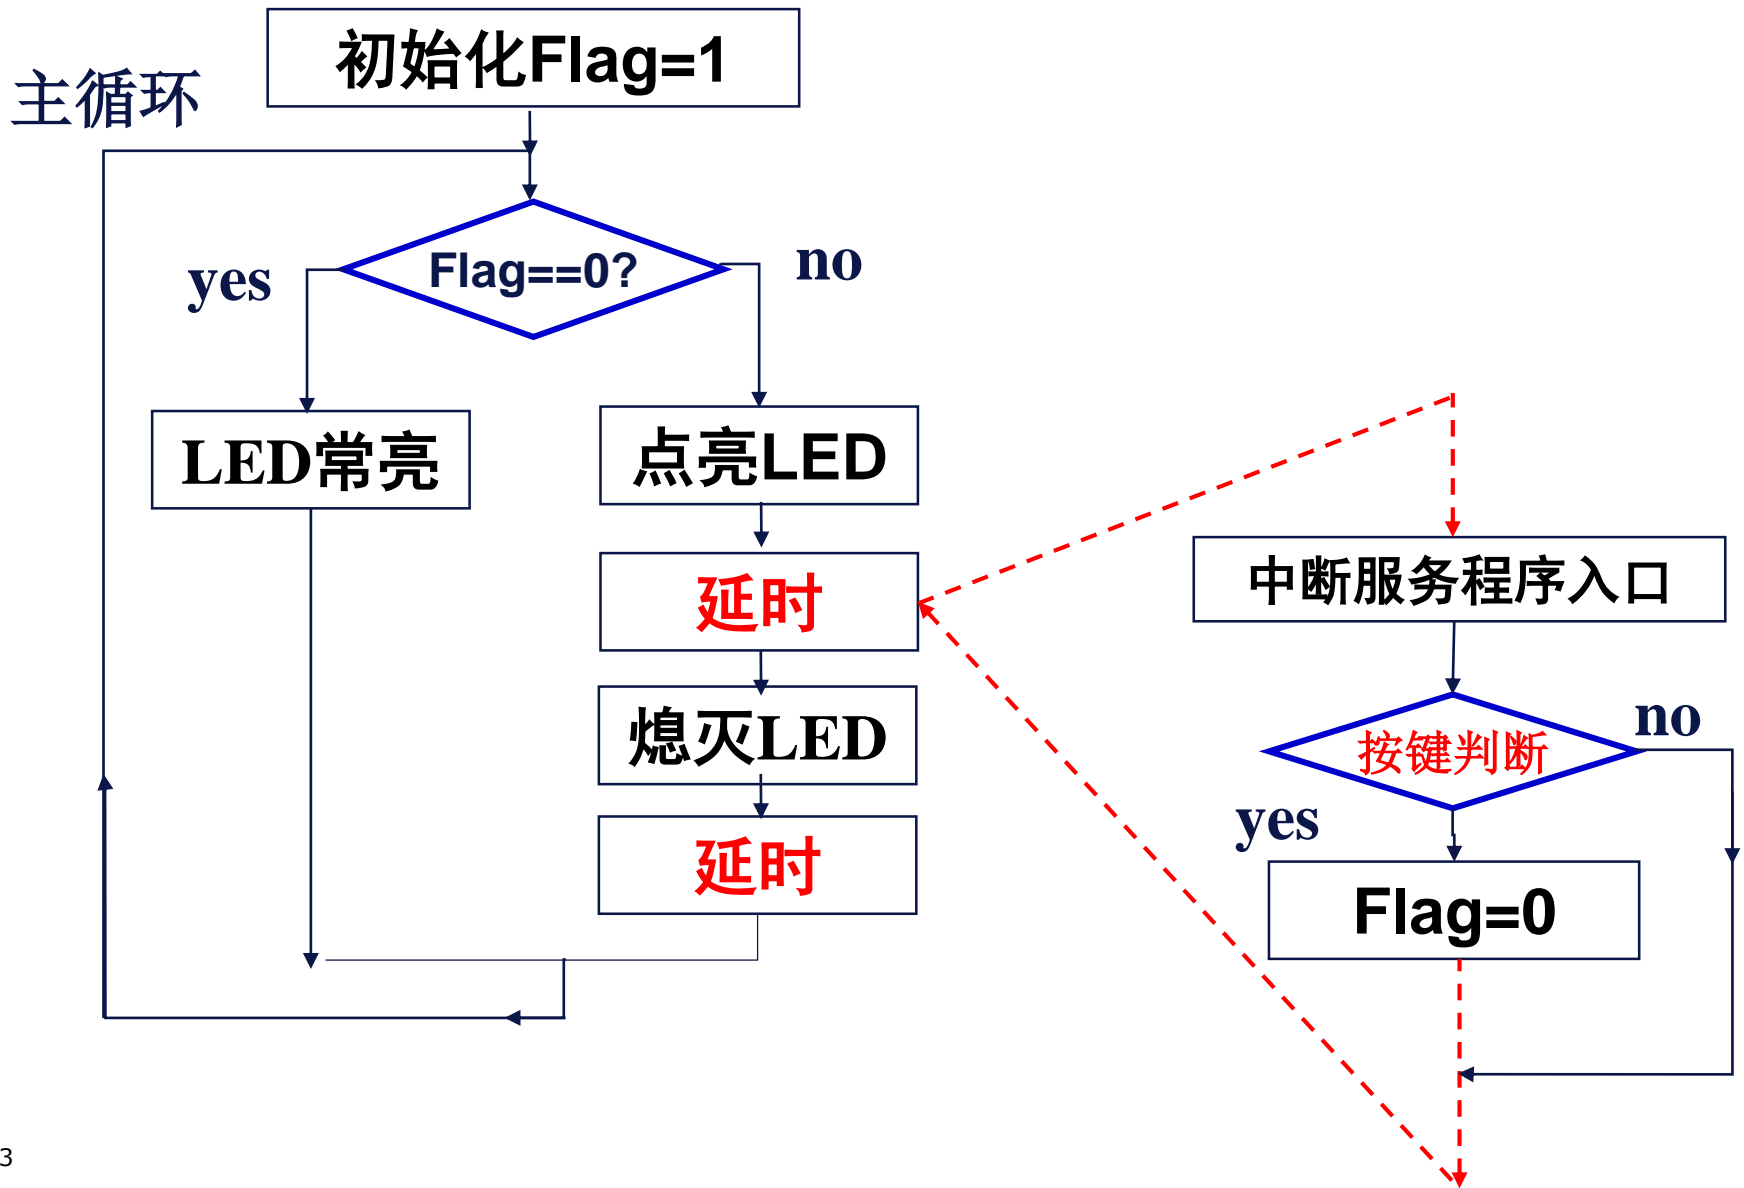 初始化Flag=1
主循环
Flag==0?
yes
no
LED常亮
点亮LED
延时
熄灭LED
延时
中断服务程序入口
按键判断
no
yes
Flag=0
3